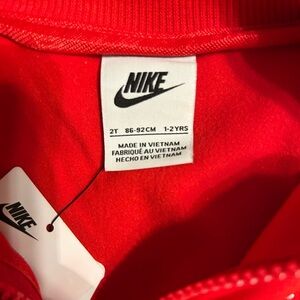 NIKE
2T 86-92CM 1-2YRS
MADE IN VIETNAM
FABRIQUÉ AU VIETNAM
HECHO EN VIETNAM
NIKE